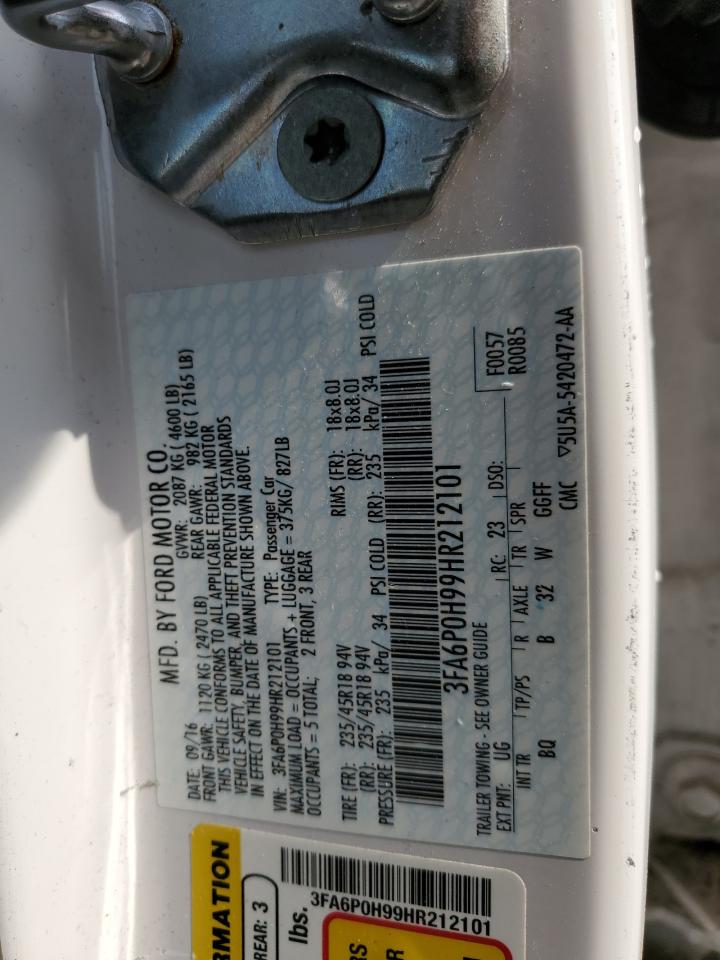 MFD. BY FORD MOTOR CO.
DATE: 09/16 GVWR: 2087 KG ( 4600 LB)
FRONT GAWR: 1120 KG ( 2470 LB) REAR GAWR: 982 KG ( 2165 LB)
THIS VEHICLE CONFORMS TO ALL APPLICABLE FEDERAL MOTOR
VEHICLE SAFETY, BUMPER, AND THEFT PREVENTION STANDARDS
IN EFFECT ON THE DATE OF MANUFACTURE SHOWN ABOVE.
VIN: 3FA6P0H99HR212101 TYPE: Passenger Car
MAXIMUM LOAD = OCCUPANTS + LUGGAGE = 375KG/ 827LB
OCCUPANTS = 5 TOTAL; 2 FRONT, 3 REAR
TIRE (FR): 235/45R18 94V RIMS (FR): 18x8.0J
(RR): 235/45R18 94V (RR): 18x8.0J
PRESSURE (FR): 235 kPa/ 34 PSI COLD (RR): 235 kPa/ 34 PSI COLD
3FA6P0H99HR212101
TRAILER TOWING - SEE OWNER GUIDE F0057
EXT PNT: UG RC: 23 DSO: R0085
INT TR TP/PS R AXLE TR SPR
BQ B 32 W GGFF
CMC ▽5U5A-5420472-AA
RMATION
REAR: 3
lbs.
3FA6P0H99HR212101